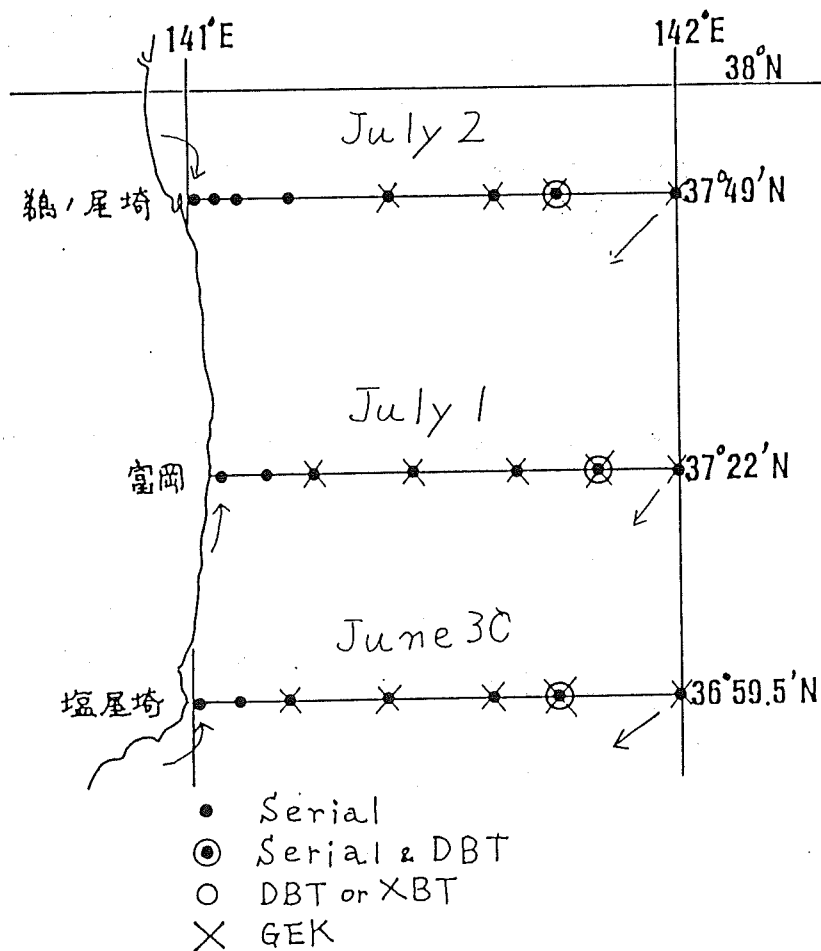 141°E
142°E
38°N
July 2
鵜ノ尾埼
37°49'N
July 1
富岡
37°22'N
June 30
塩屋埼
36°59.5'N
Serial
Serial & DBT
DBT or XBT
GEK